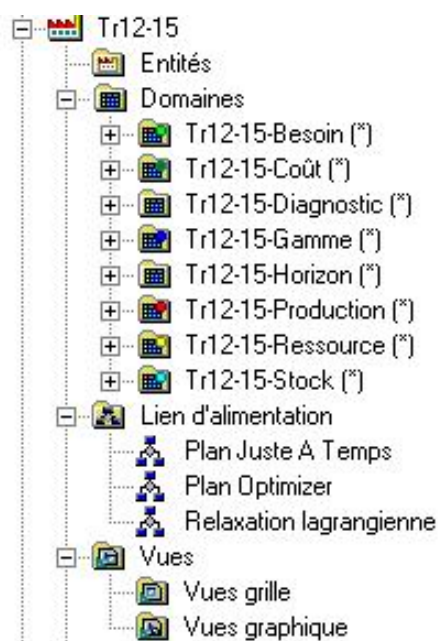 Tr12-15
Entités
Domaines
Tr12-15-Besoin (*)
Tr12-15-Coût (*)
Tr12-15-Diagnostic (*)
Tr12-15-Gamme (*)
Tr12-15-Horizon (*)
Tr12-15-Production (*)
Tr12-15-Ressource (*)
Tr12-15-Stock (*)
Lien d'alimentation
Plan Juste A Temps
Plan Optimizer
Relaxation lagrangienne
Vues
Vues grille
Vues graphique